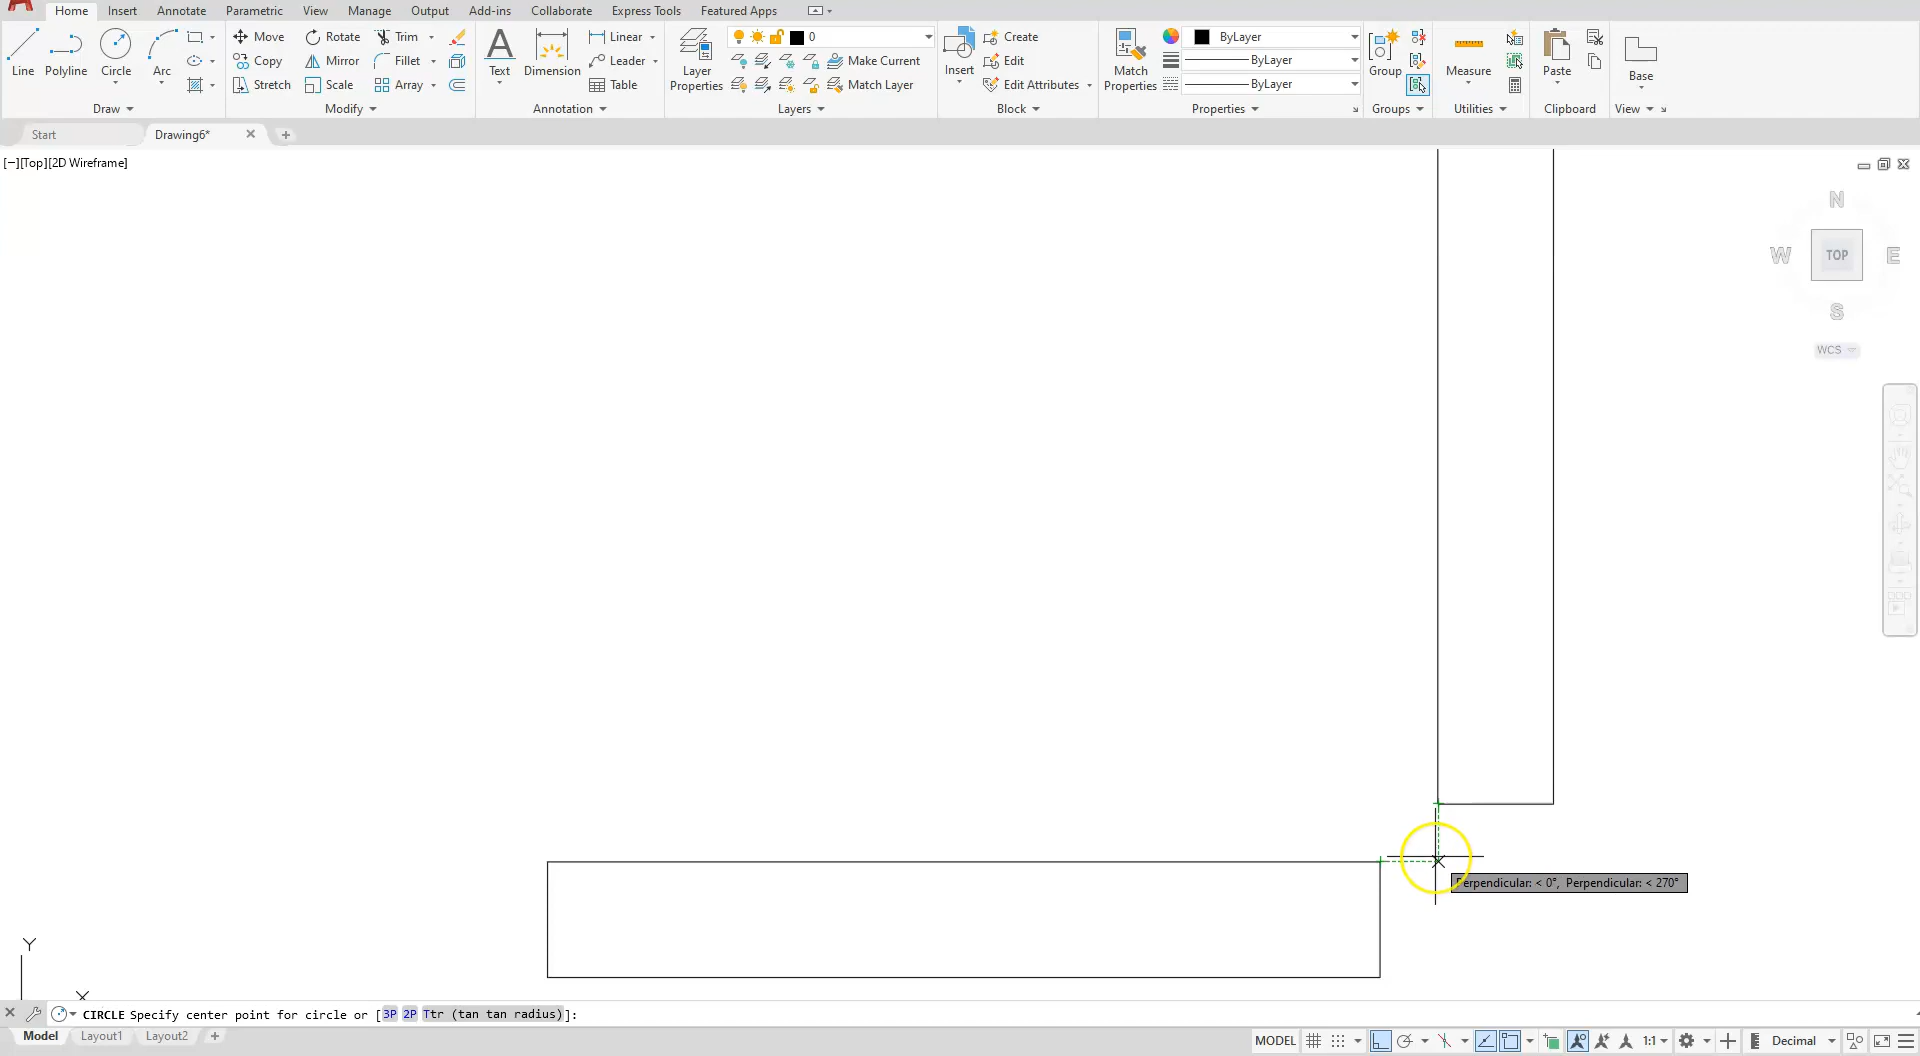 Home Insert Annotate Parametric View Manage Output Add-ins Collaborate Express Tools Featured Apps
Move Rotate Trim Linear 0 Create ByLayer
Copy Mirror Fillet Leader Make Current Edit ByLayer
Line Polyline Circle Arc Text Dimension Layer Properties Insert Match Properties Group Measure Paste Base
Stretch Scale Array Table Match Layer Edit Attributes ByLayer
Draw Modify Annotation Layers Block Properties Groups Utilities Clipboard View
Start Drawing6*
[−][Top][2D Wireframe]
N
W TOP E
S
WCS
Perpendicular: < 0°, Perpendicular: < 270°
Y
X
CIRCLE Specify center point for circle or [3P 2P Ttr (tan tan radius)]:
Model Layout1 Layout2 MODEL 1:1 Decimal